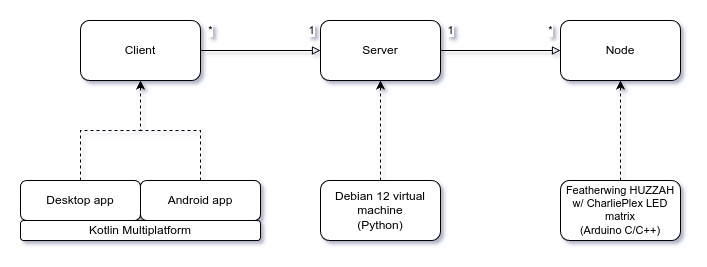 * 1 1 *
Client Server Node
Desktop app Android app
Kotlin Multiplatform
Debian 12 virtual
machine
(Python)
Featherwing HUZZAH
w/ CharliePlex LED
matrix
(Arduino C/C++)